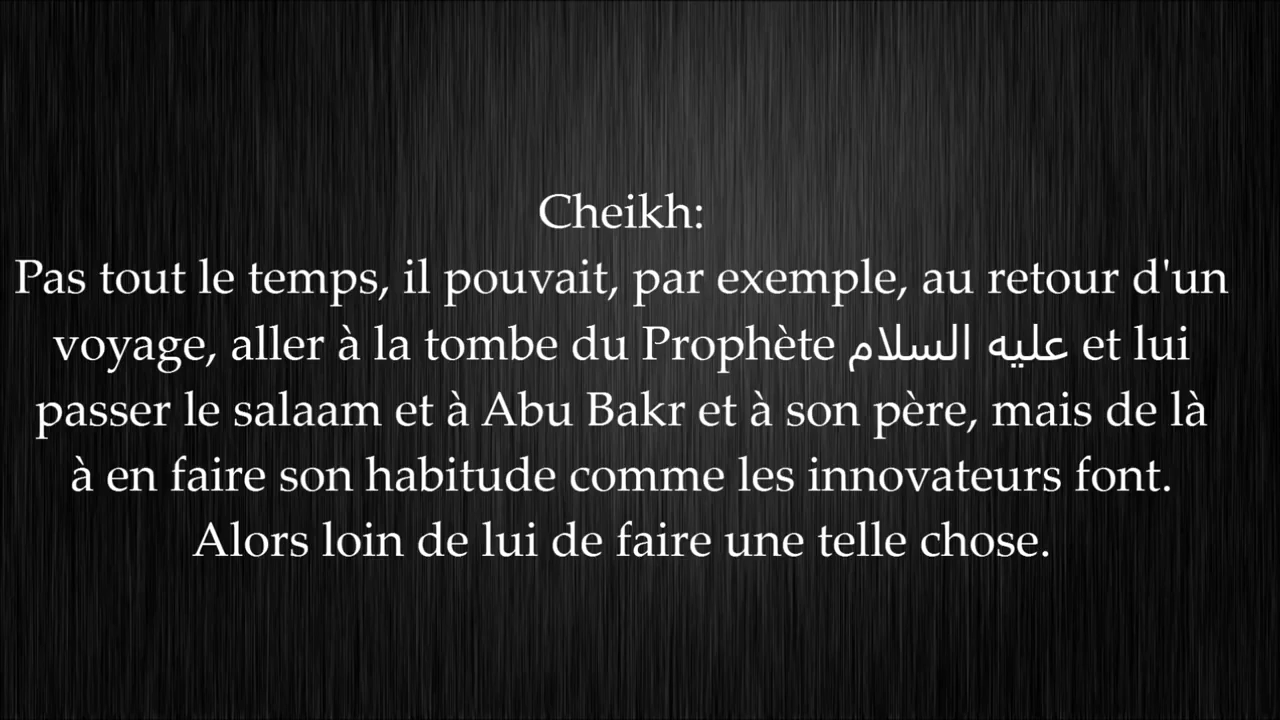 Cheikh:
Pas tout le temps, il pouvait, par exemple, au retour d'un
voyage, aller à la tombe du Prophète عليه السلام et lui
passer le salaam et à Abu Bakr et à son père, mais de là
à en faire son habitude comme les innovateurs font.
Alors loin de lui de faire une telle chose.